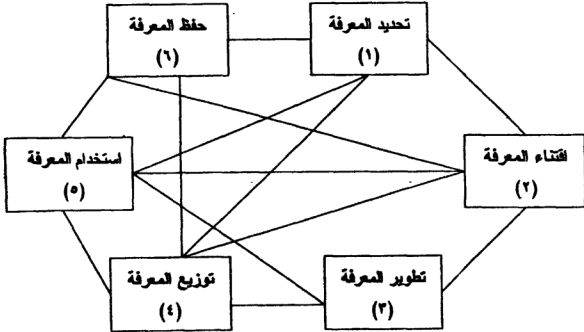 تحديد المعرفة
(١)
اقتناء المعرفة
(٢)
تطوير المعرفة
(٣)
توزيع المعرفة
(٤)
استخدام المعرفة
(٥)
حفظ المعرفة
(٦)